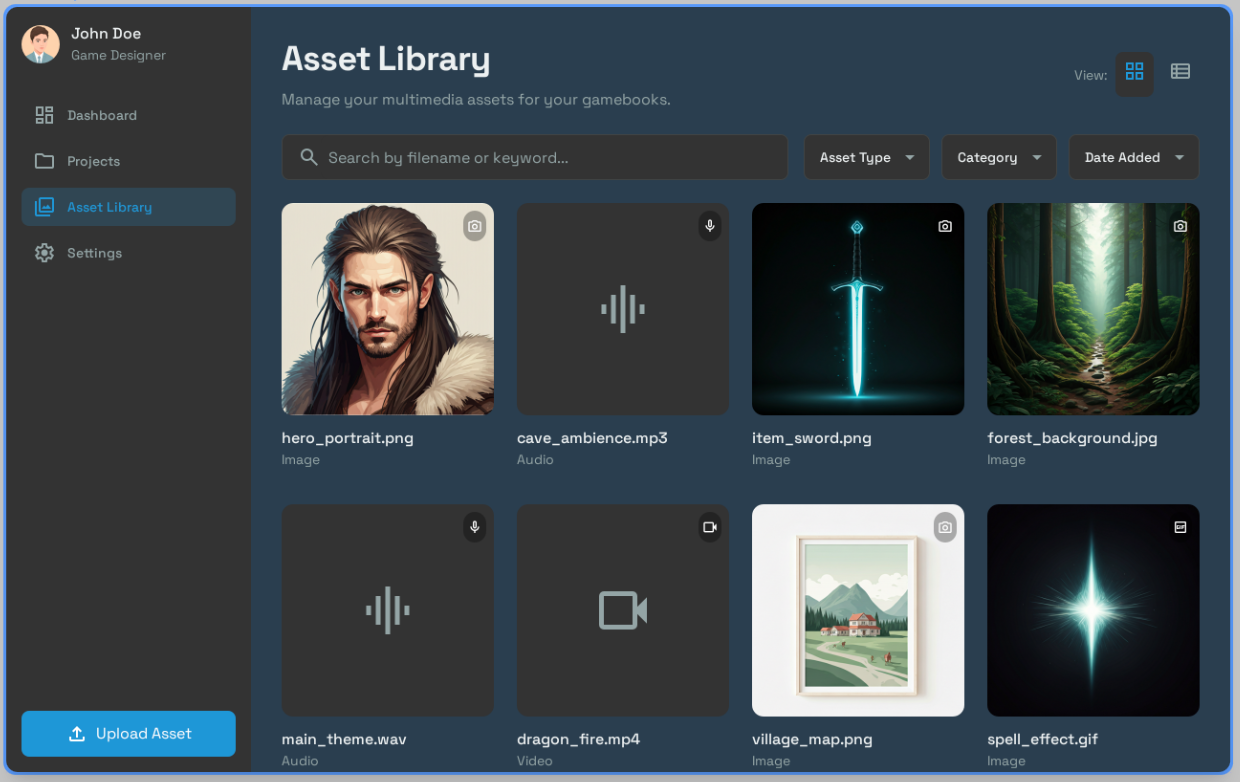 John Doe
Game Designer
Dashboard
Projects
Asset Library
Settings
Upload Asset
Asset Library
Manage your multimedia assets for your gamebooks.
View:
Search by filename or keyword...
Asset Type
Category
Date Added
hero_portrait.png
Image
cave_ambience.mp3
Audio
item_sword.png
Image
forest_background.jpg
Image
main_theme.wav
Audio
dragon_fire.mp4
Video
village_map.png
Image
GIF
spell_effect.gif
Image